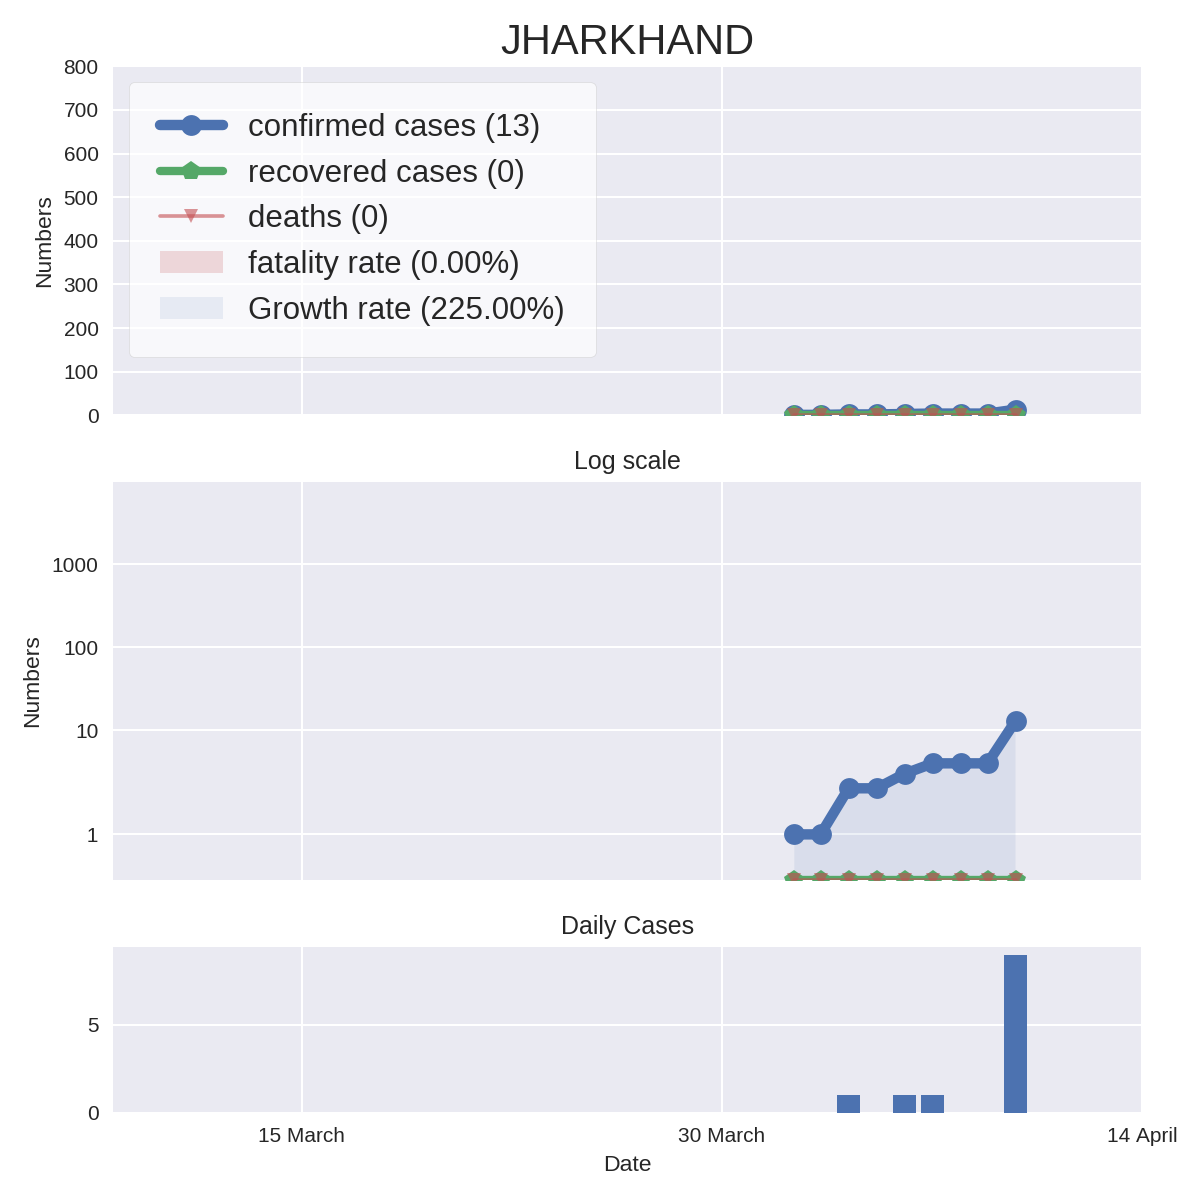 JHARKHAND
800
700
600
500
400
300
200
100
0
Numbers
confirmed cases (13)
recovered cases (0)
deaths (0)
fatality rate (0.00%)
Growth rate (225.00%)
Log scale
1000
100
10
1
Numbers
Daily Cases
5
0
15 March
30 March
14 April
Date